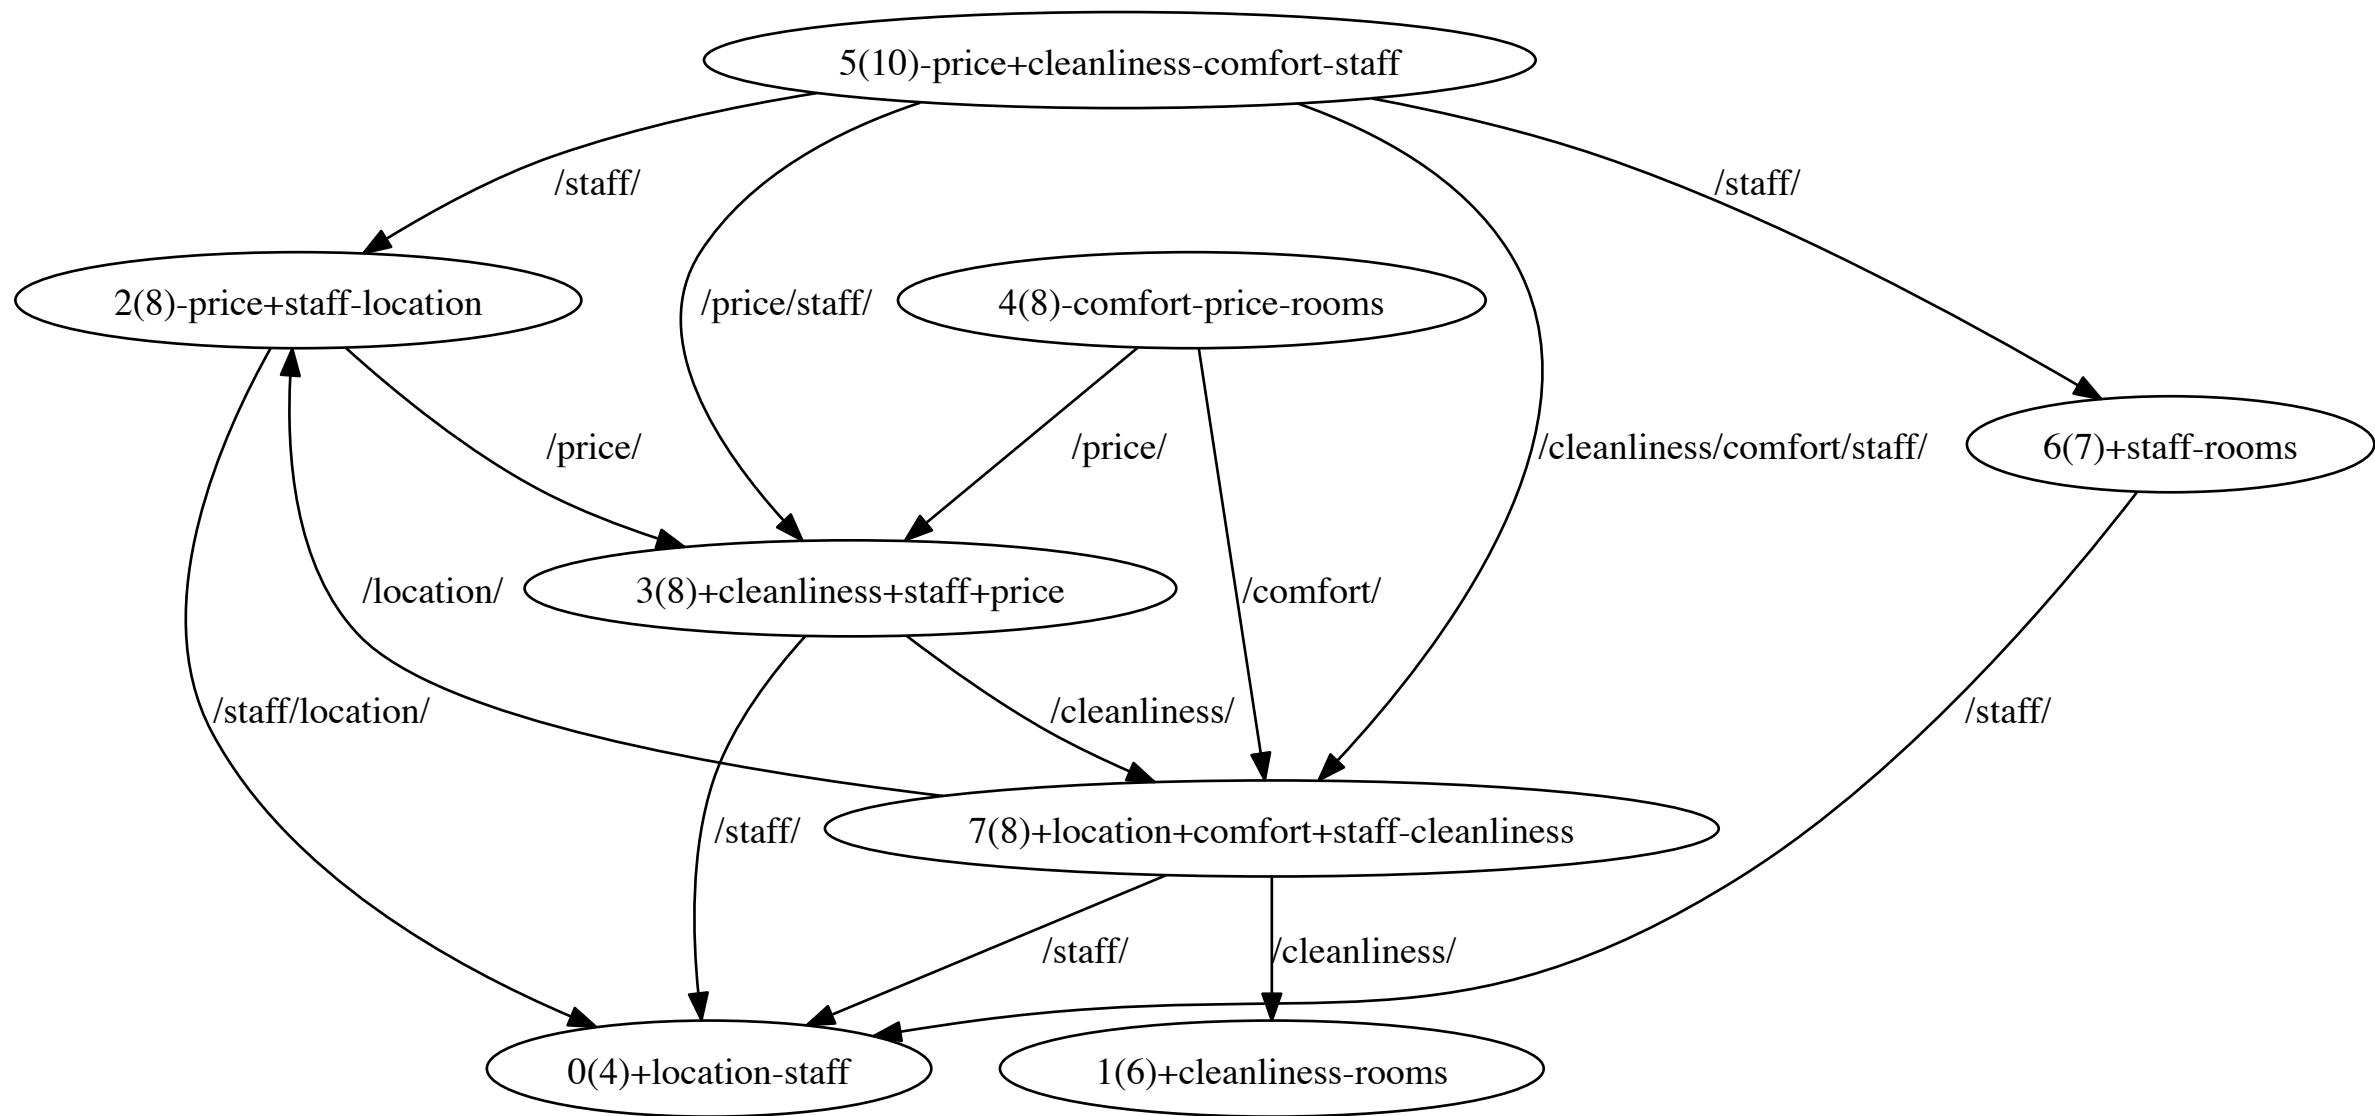 5(10)-price+cleanliness-comfort-staff
/staff/
/staff/
2(8)-price+staff-location
/price/staff/
4(8)-comfort-price-rooms
/price/
/price/
/cleanliness/comfort/staff/
6(7)+staff-rooms
/location/
3(8)+cleanliness+staff+price
/comfort/
/staff/location/
/cleanliness/
/staff/
/staff/
7(8)+location+comfort+staff-cleanliness
/staff/
/cleanliness/
0(4)+location-staff
1(6)+cleanliness-rooms